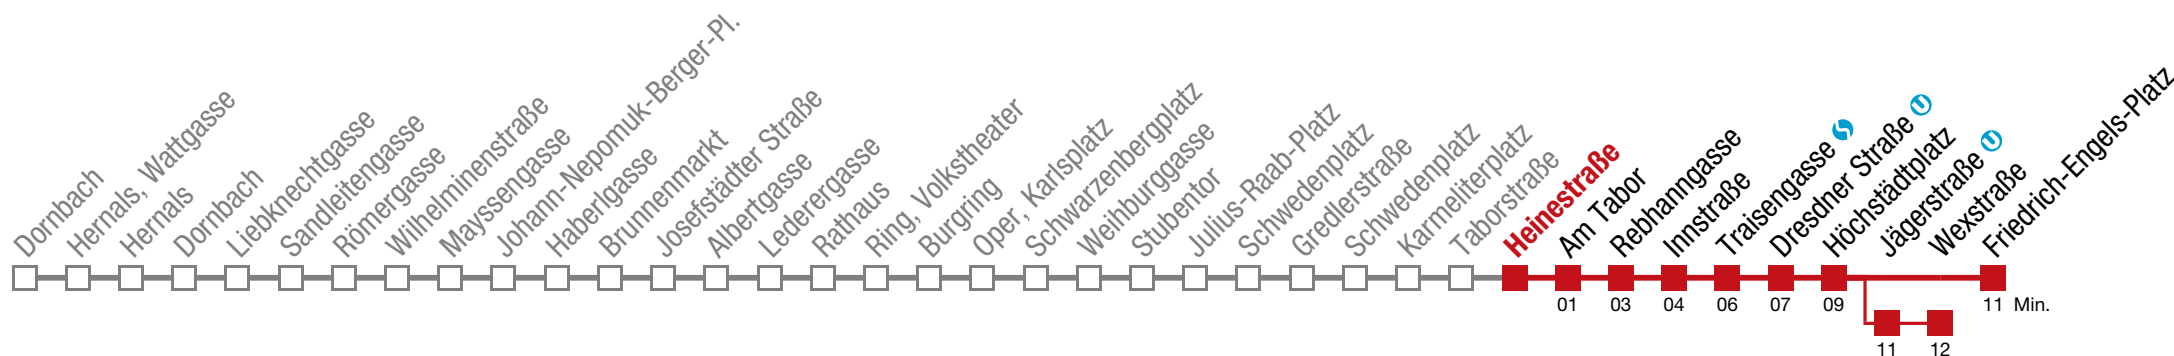 Dornbach
Hernals, Wattgasse
Hernals
Dornbach
Liebknechtgasse
Sandleitengasse
Römergasse
Wilhelminenstraße
Mayssengasse
Johann-Nepomuk-Berger-Pl.
Haberlgasse
Brunnenmarkt
Josefstädter Straße
Albertgasse
Lederergasse
Rathaus
Ring, Volkstheater
Burgring
Oper, Karlsplatz
Schwarzenbergplatz
Weihburggasse
Stubentor
Julius-Raab-Platz
Schwedenplatz
Gredlerstraße
Schwedenplatz
Karmeliterplatz
Taborstraße
Heinestraße
Am Tabor
Rebhanngasse
Innstraße
Traisengasse S
Dresdner Straße U
Höchstädtplatz
Jägerstraße U
Wexstraße
Friedrich-Engels-Platz
01 03 04 06 07 09 11 Min.
11 12